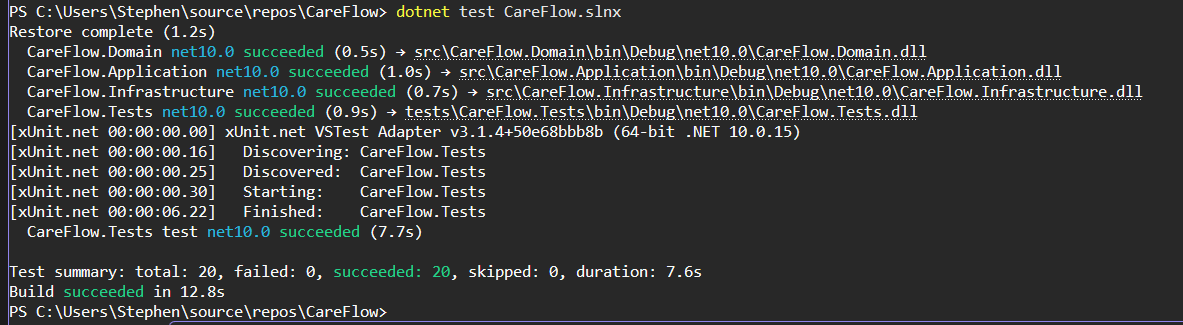 PS C:\Users\Stephen\source\repos\CareFlow> dotnet test CareFlow.slnx
Restore complete (1.2s)
  CareFlow.Domain net10.0 succeeded (0.5s) → src\CareFlow.Domain\bin\Debug\net10.0\CareFlow.Domain.dll
  CareFlow.Application net10.0 succeeded (1.0s) → src\CareFlow.Application\bin\Debug\net10.0\CareFlow.Application.dll
  CareFlow.Infrastructure net10.0 succeeded (0.7s) → src\CareFlow.Infrastructure\bin\Debug\net10.0\CareFlow.Infrastructure.dll
  CareFlow.Tests net10.0 succeeded (0.9s) → tests\CareFlow.Tests\bin\Debug\net10.0\CareFlow.Tests.dll
[xUnit.net 00:00:00.00] xUnit.net VSTest Adapter v3.1.4+50e68bbb8b (64-bit .NET 10.0.15)
[xUnit.net 00:00:00.16]   Discovering: CareFlow.Tests
[xUnit.net 00:00:00.25]   Discovered:  CareFlow.Tests
[xUnit.net 00:00:00.30]   Starting:    CareFlow.Tests
[xUnit.net 00:00:06.22]   Finished:    CareFlow.Tests
  CareFlow.Tests test net10.0 succeeded (7.7s)

Test summary: total: 20, failed: 0, succeeded: 20, skipped: 0, duration: 7.6s
Build succeeded in 12.8s
PS C:\Users\Stephen\source\repos\CareFlow>